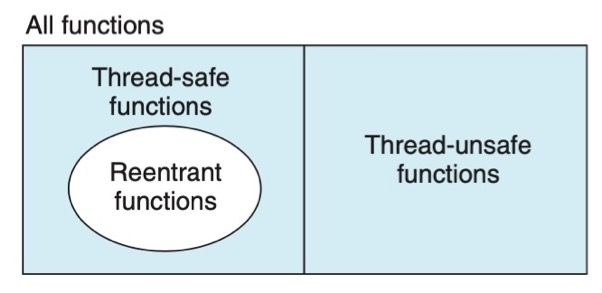 All functions
Thread-safe
functions
Reentrant
functions
Thread-unsafe
functions